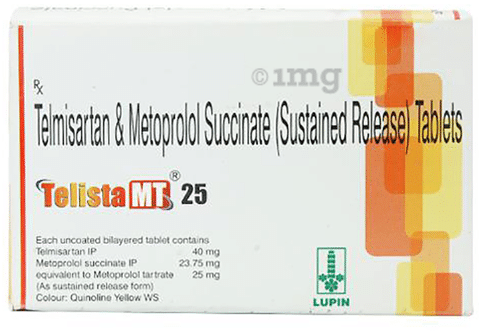 ©1mg
Rx
Telmisartan & Metoprolol Succinate (Sustained Release) Tablets
Telista MT® 25
Each uncoated bilayered tablet contains
Telmisartan IP 40 mg
Metoprolol succinate IP 23.75 mg
equivalent to Metoprolol tartrate 25 mg
(As sustained release form)
Colour: Quinoline Yellow WS
LUPIN